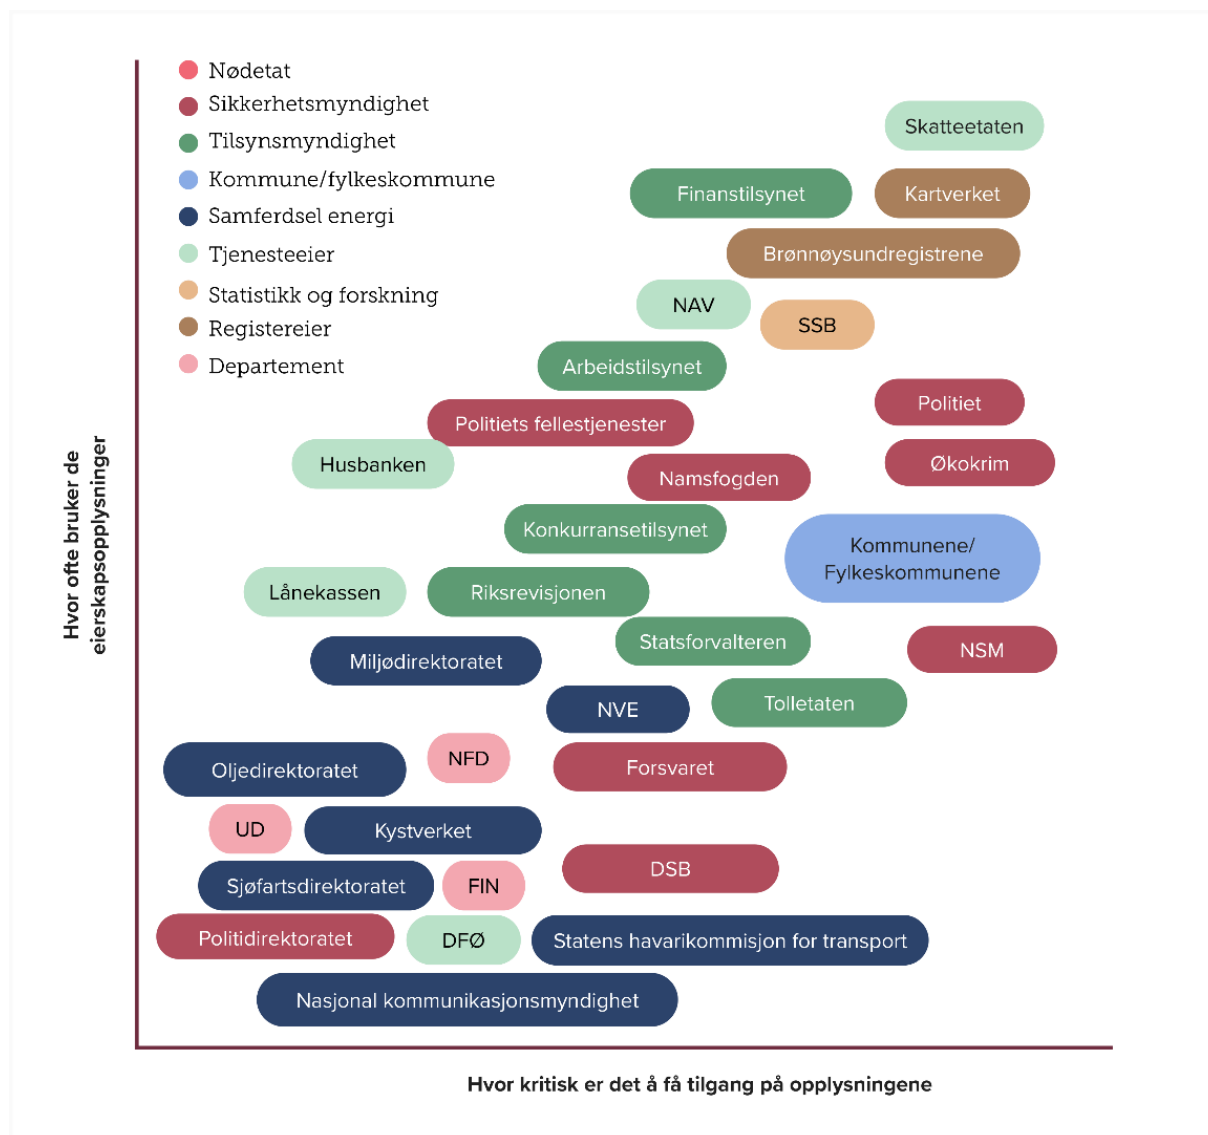 Nødetat
Sikkerhetsmyndighet
Tilsynsmyndighet
Kommune/fylkeskommune
Samferdsel energi
Tjenesteeier
Statistikk og forskning
Registereier
Departement
Skatteetaten
Finanstilsynet
Kartverket
Brønnøysundregistrene
NAV
SSB
Arbeidstilsynet
Politiet
Politiets fellestjenester
Husbanken
Økokrim
Namsfogden
Konkurransetilsynet
Kommunene/
Fylkeskommunene
Lånekassen
Riksrevisjonen
Statsforvalteren
NSM
Miljødirektoratet
NVE
Tolletaten
Oljedirektoratet
NFD
Forsvaret
UD
Kystverket
DSB
Sjøfartsdirektoratet
FIN
Politidirektoratet
DFØ
Statens havarikommisjon for transport
Nasjonal kommunikasjonsmyndighet
Hvor ofte bruker de
eierskapsopplysninger
Hvor kritisk er det å få tilgang på opplysningene